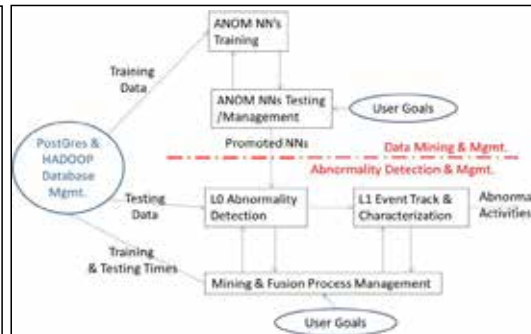 ANOM NN's
Training
Training
Data
ANOM NNs Testing
/Management
User Goals
Promoted NNs
Data Mining & Mgmt.
PostGres &
HADOOP
Database
Mgmt.
Abnormality Detection & Mgmt.
Testing
Data
L0 Abnormality
Detection
L1 Event Track &
Characterization
Abnorma
Activities
Training
& Testing Times
Mining & Fusion Process Management
User Goals